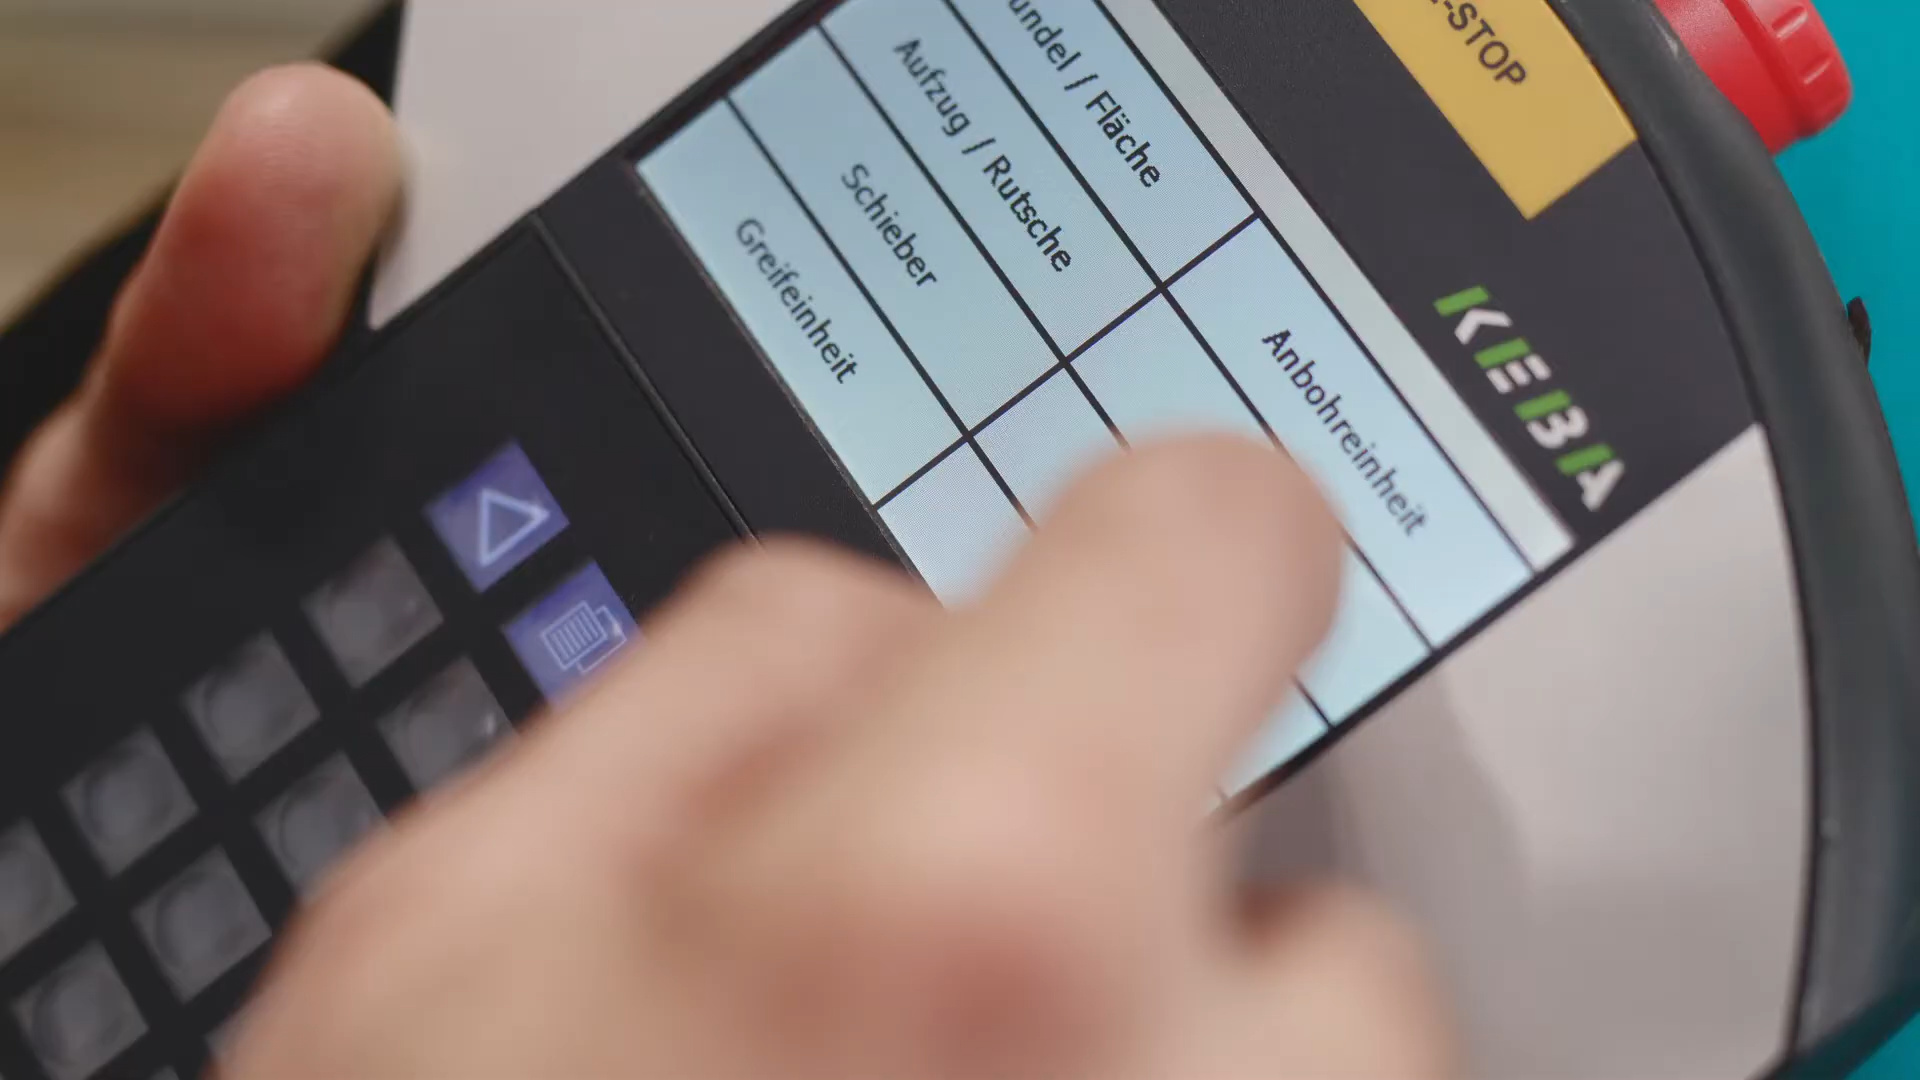 -STOP
KEBA
undel / Fläche
Aufzug / Rutsche
Schieber
Greifeinheit
Anbohreinheit